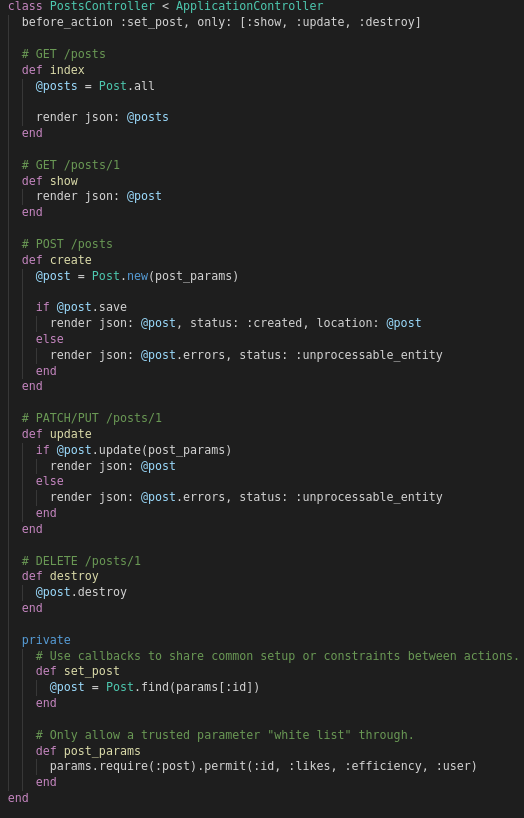 class PostsController < ApplicationController
  before_action :set_post, only: [:show, :update, :destroy]

  # GET /posts
  def index
    @posts = Post.all

    render json: @posts
  end

  # GET /posts/1
  def show
    render json: @post
  end

  # POST /posts
  def create
    @post = Post.new(post_params)

    if @post.save
      render json: @post, status: :created, location: @post
    else
      render json: @post.errors, status: :unprocessable_entity
    end
  end

  # PATCH/PUT /posts/1
  def update
    if @post.update(post_params)
      render json: @post
    else
      render json: @post.errors, status: :unprocessable_entity
    end
  end

  # DELETE /posts/1
  def destroy
    @post.destroy
  end

  private
    # Use callbacks to share common setup or constraints between actions.
    def set_post
      @post = Post.find(params[:id])
    end

    # Only allow a trusted parameter "white list" through.
    def post_params
      params.require(:post).permit(:id, :likes, :efficiency, :user)
    end
end